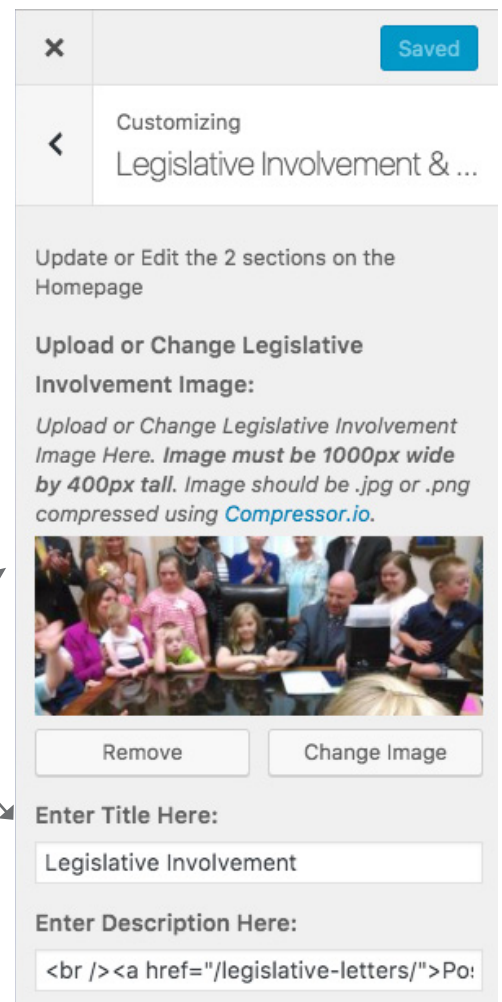 Saved
Customizing
Legislative Involvement & ...
Update or Edit the 2 sections on the
Homepage
Upload or Change Legislative
Involvement Image:
Upload or Change Legislative Involvement
Image Here. Image must be 1000px wide
by 400px tall. Image should be .jpg or .png
compressed using Compressor.io.
Remove
Change Image
Enter Title Here:
Legislative Involvement
Enter Description Here:
<br /><a href="/legislative-letters/">Pos